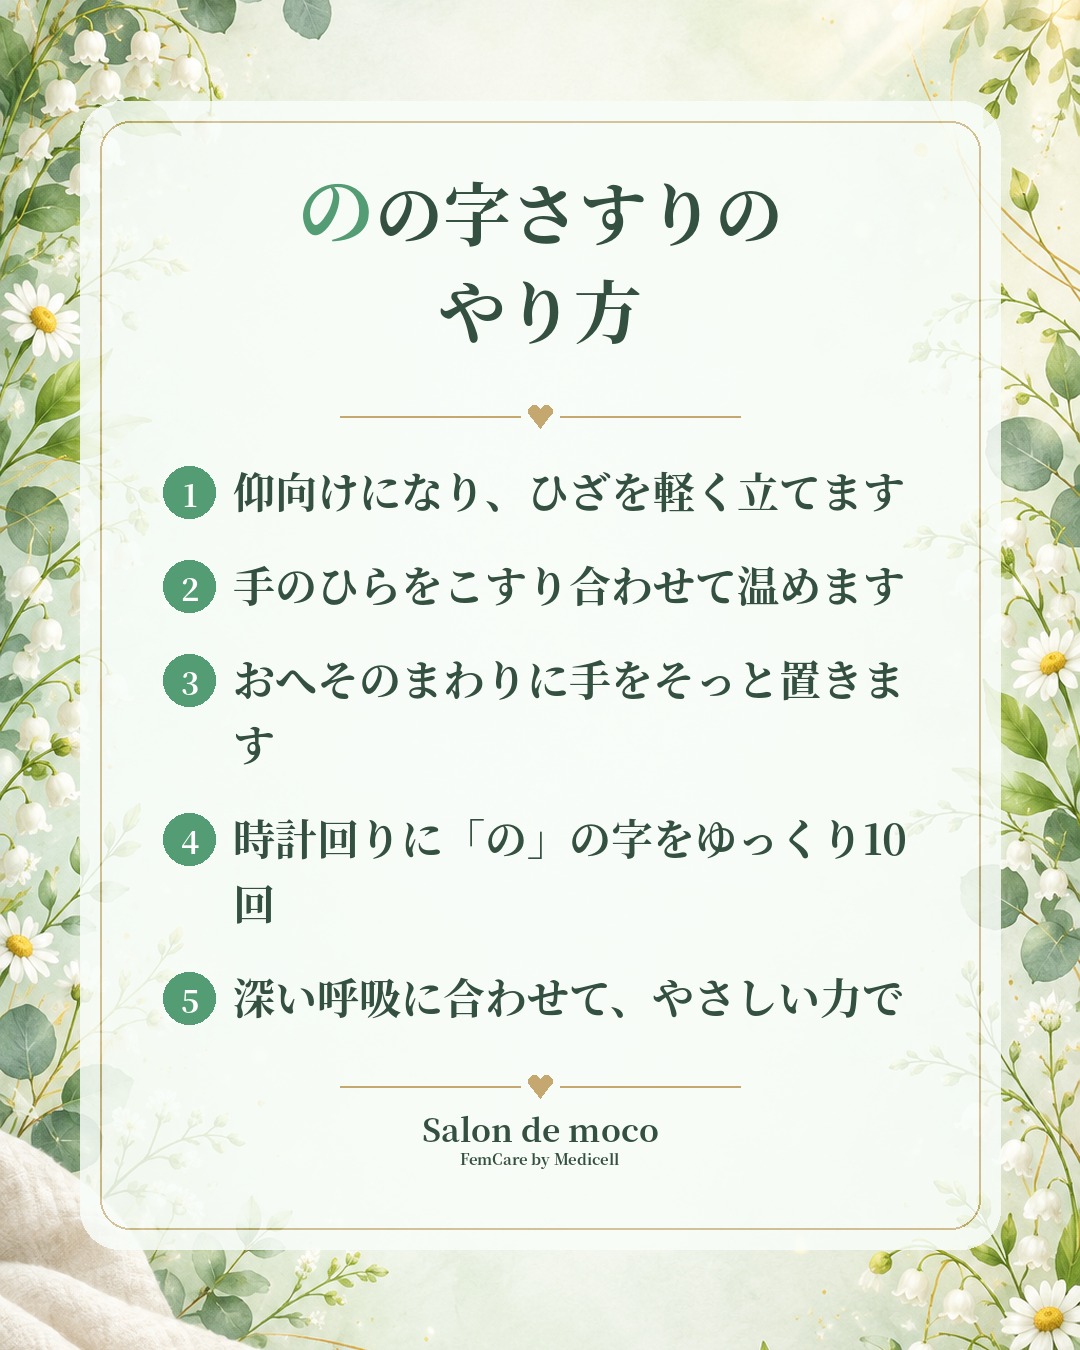 のの字さすりの
やり方
1 仰向けになり、ひざを軽く立てます
2 手のひらをこすり合わせて温めます
3 おへそのまわりに手をそっと置きま
す
4 時計回りに「の」の字をゆっくり10
回
5 深い呼吸に合わせて、やさしい力で
Salon de moco
FemCare by Medicell